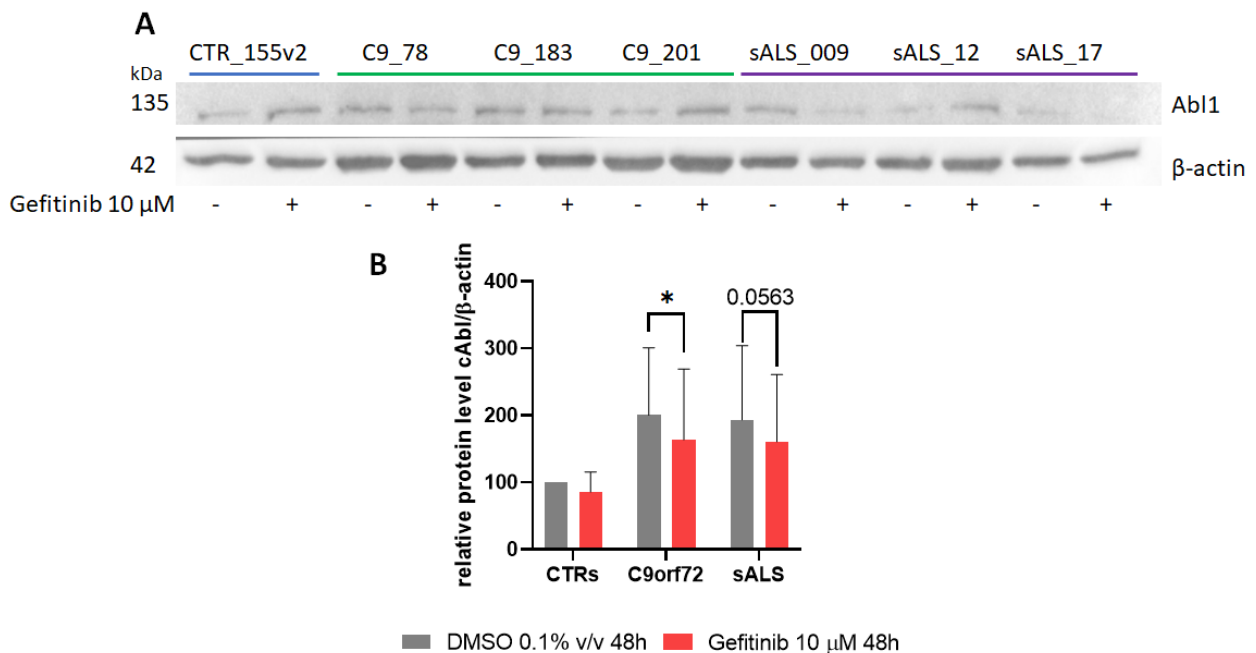 A
CTR_155v2 C9_78 C9_183 C9_201 sALS_009 sALS_12 sALS_17
kDa
135 Abl1
42 β-actin
Gefitinib 10 μM - + - + - + - + - + - + - +
B
relative protein level cAbl/β-actin
400
300
200
100
0
* 0.0563
CTRs C9orf72 sALS
DMSO 0.1% v/v 48h Gefitinib 10 μM 48h